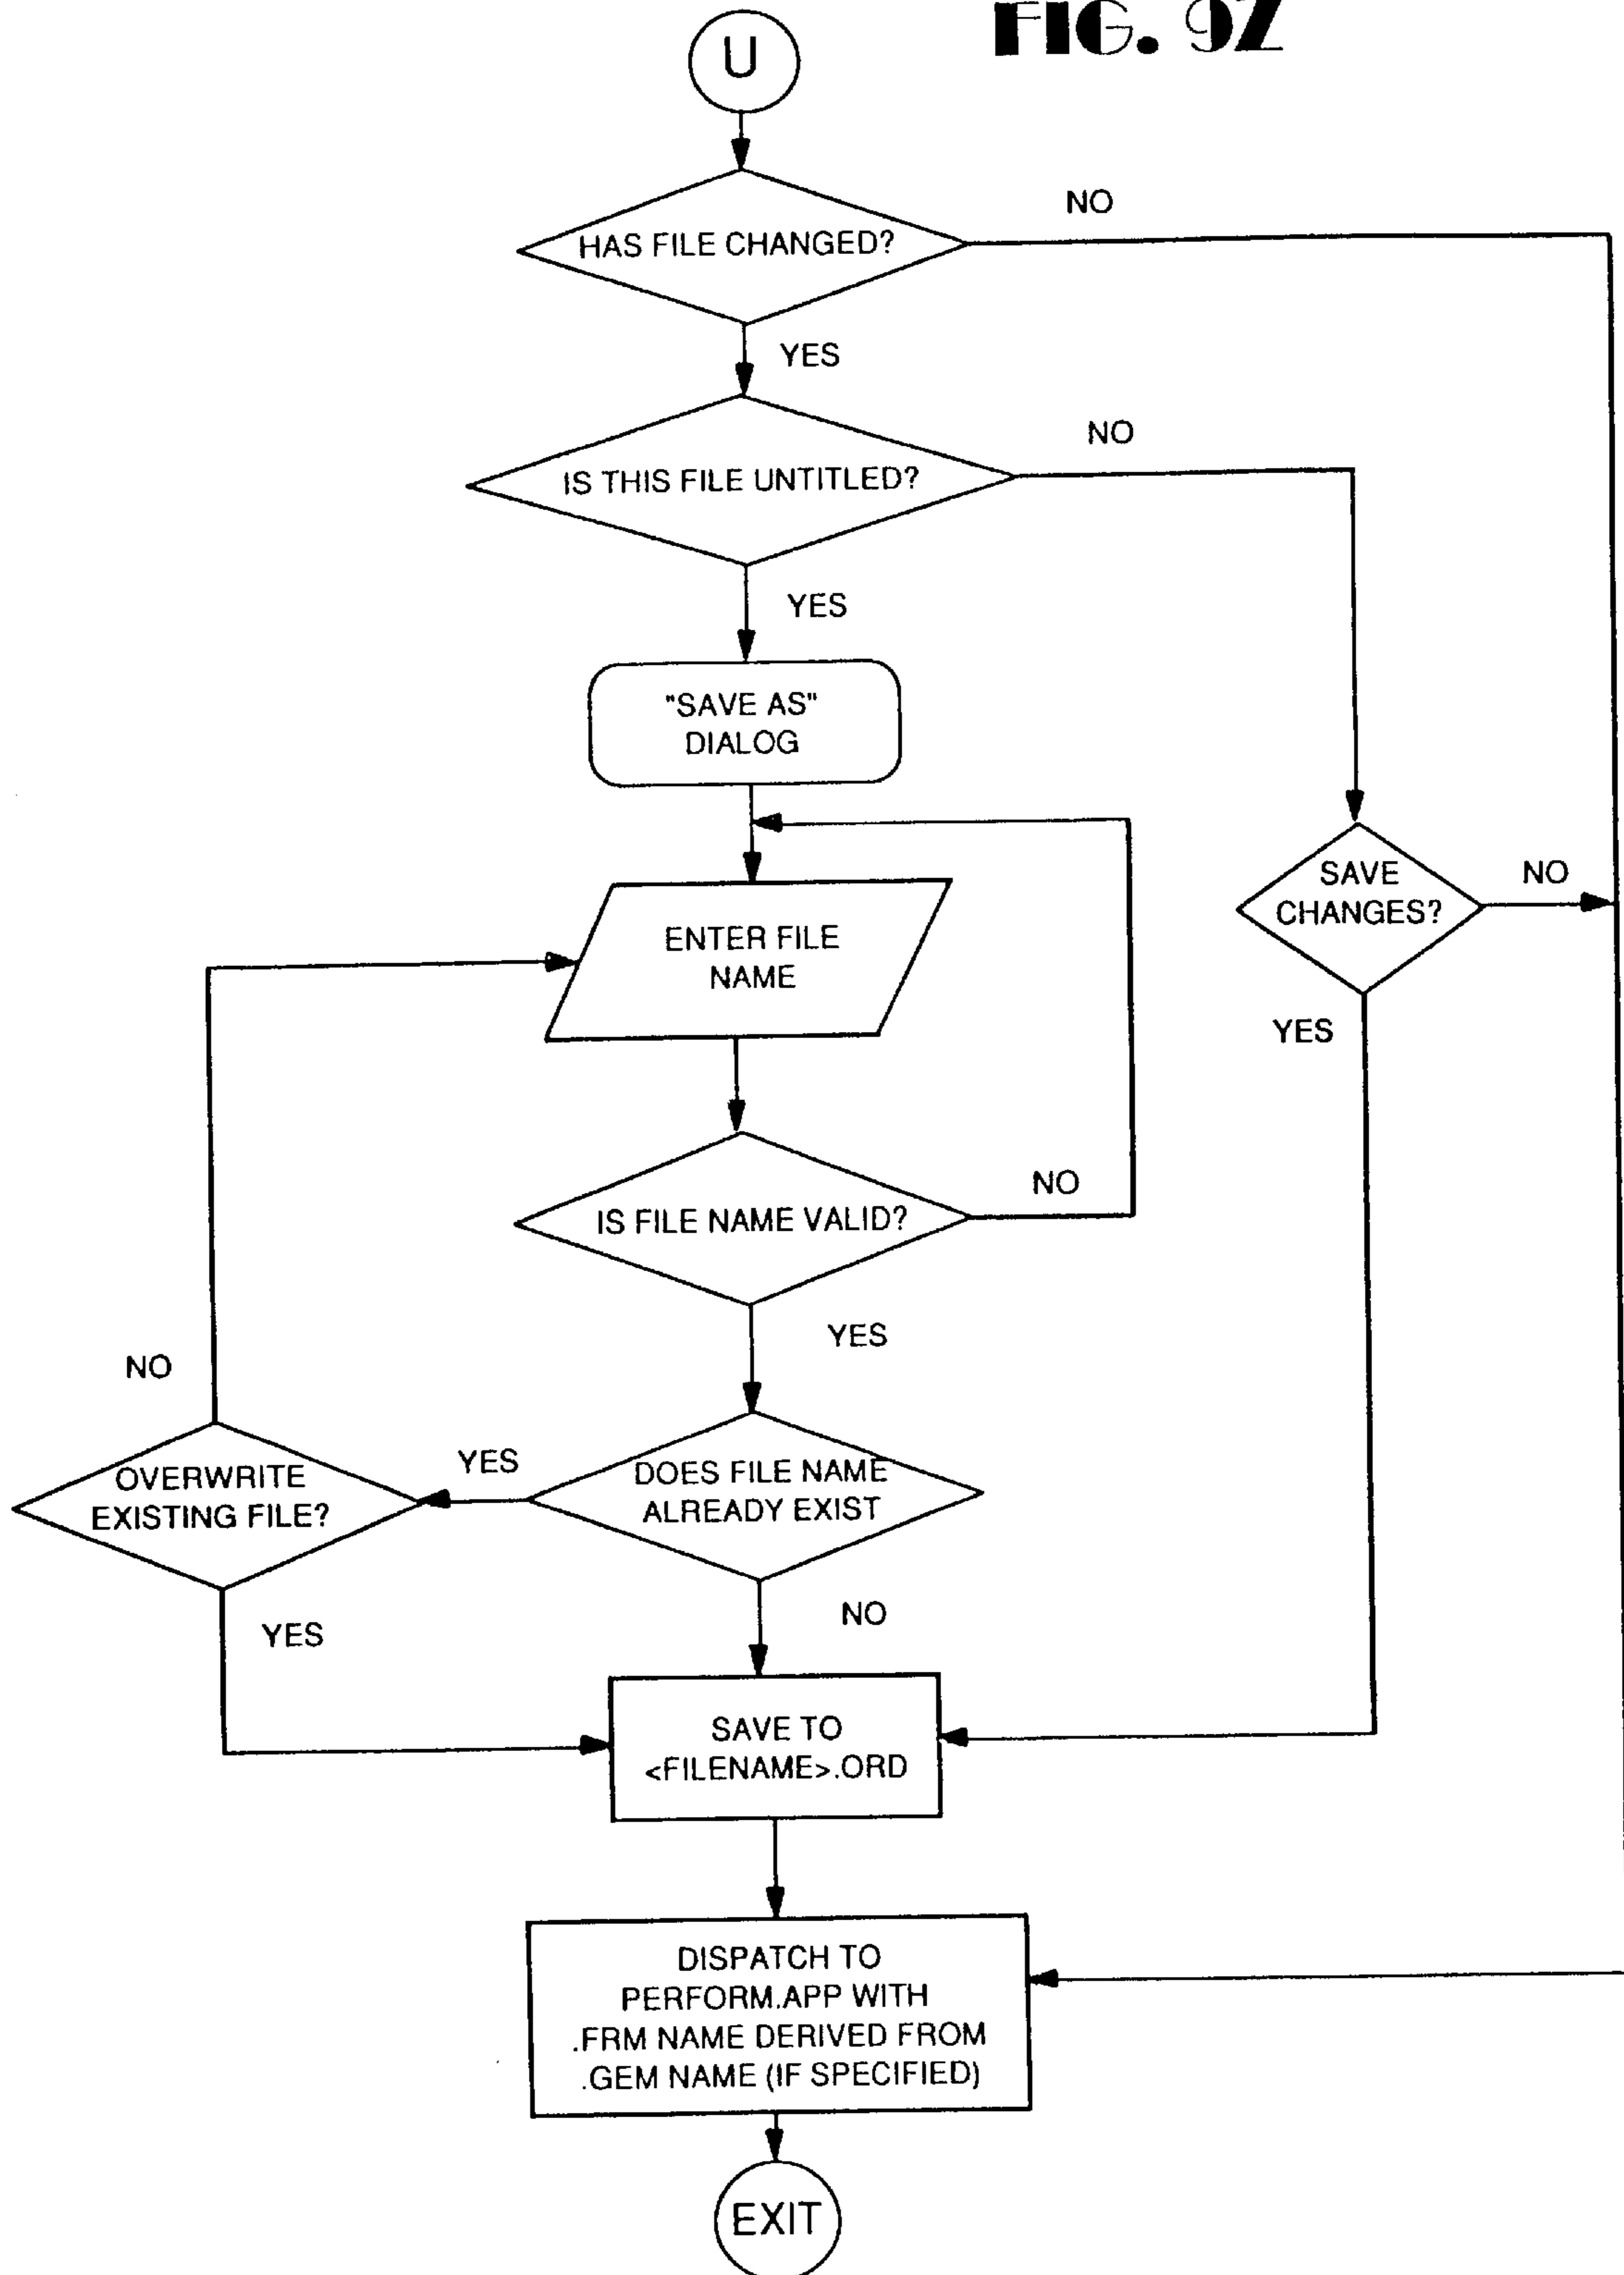 FIG. 9Z
U
HAS FILE CHANGED?
NO
YES
IS THIS FILE UNTITLED?
NO
YES
"SAVE AS"
DIALOG
ENTER FILE
NAME
SAVE
CHANGES?
NO
YES
IS FILE NAME VALID?
NO
YES
NO
OVERWRITE
EXISTING FILE?
YES
DOES FILE NAME
ALREADY EXIST
YES
NO
SAVE TO
<FILENAME>.ORD
DISPATCH TO
PERFORM.APP WITH
.FRM NAME DERIVED FROM
.GEM NAME (IF SPECIFIED)
EXIT